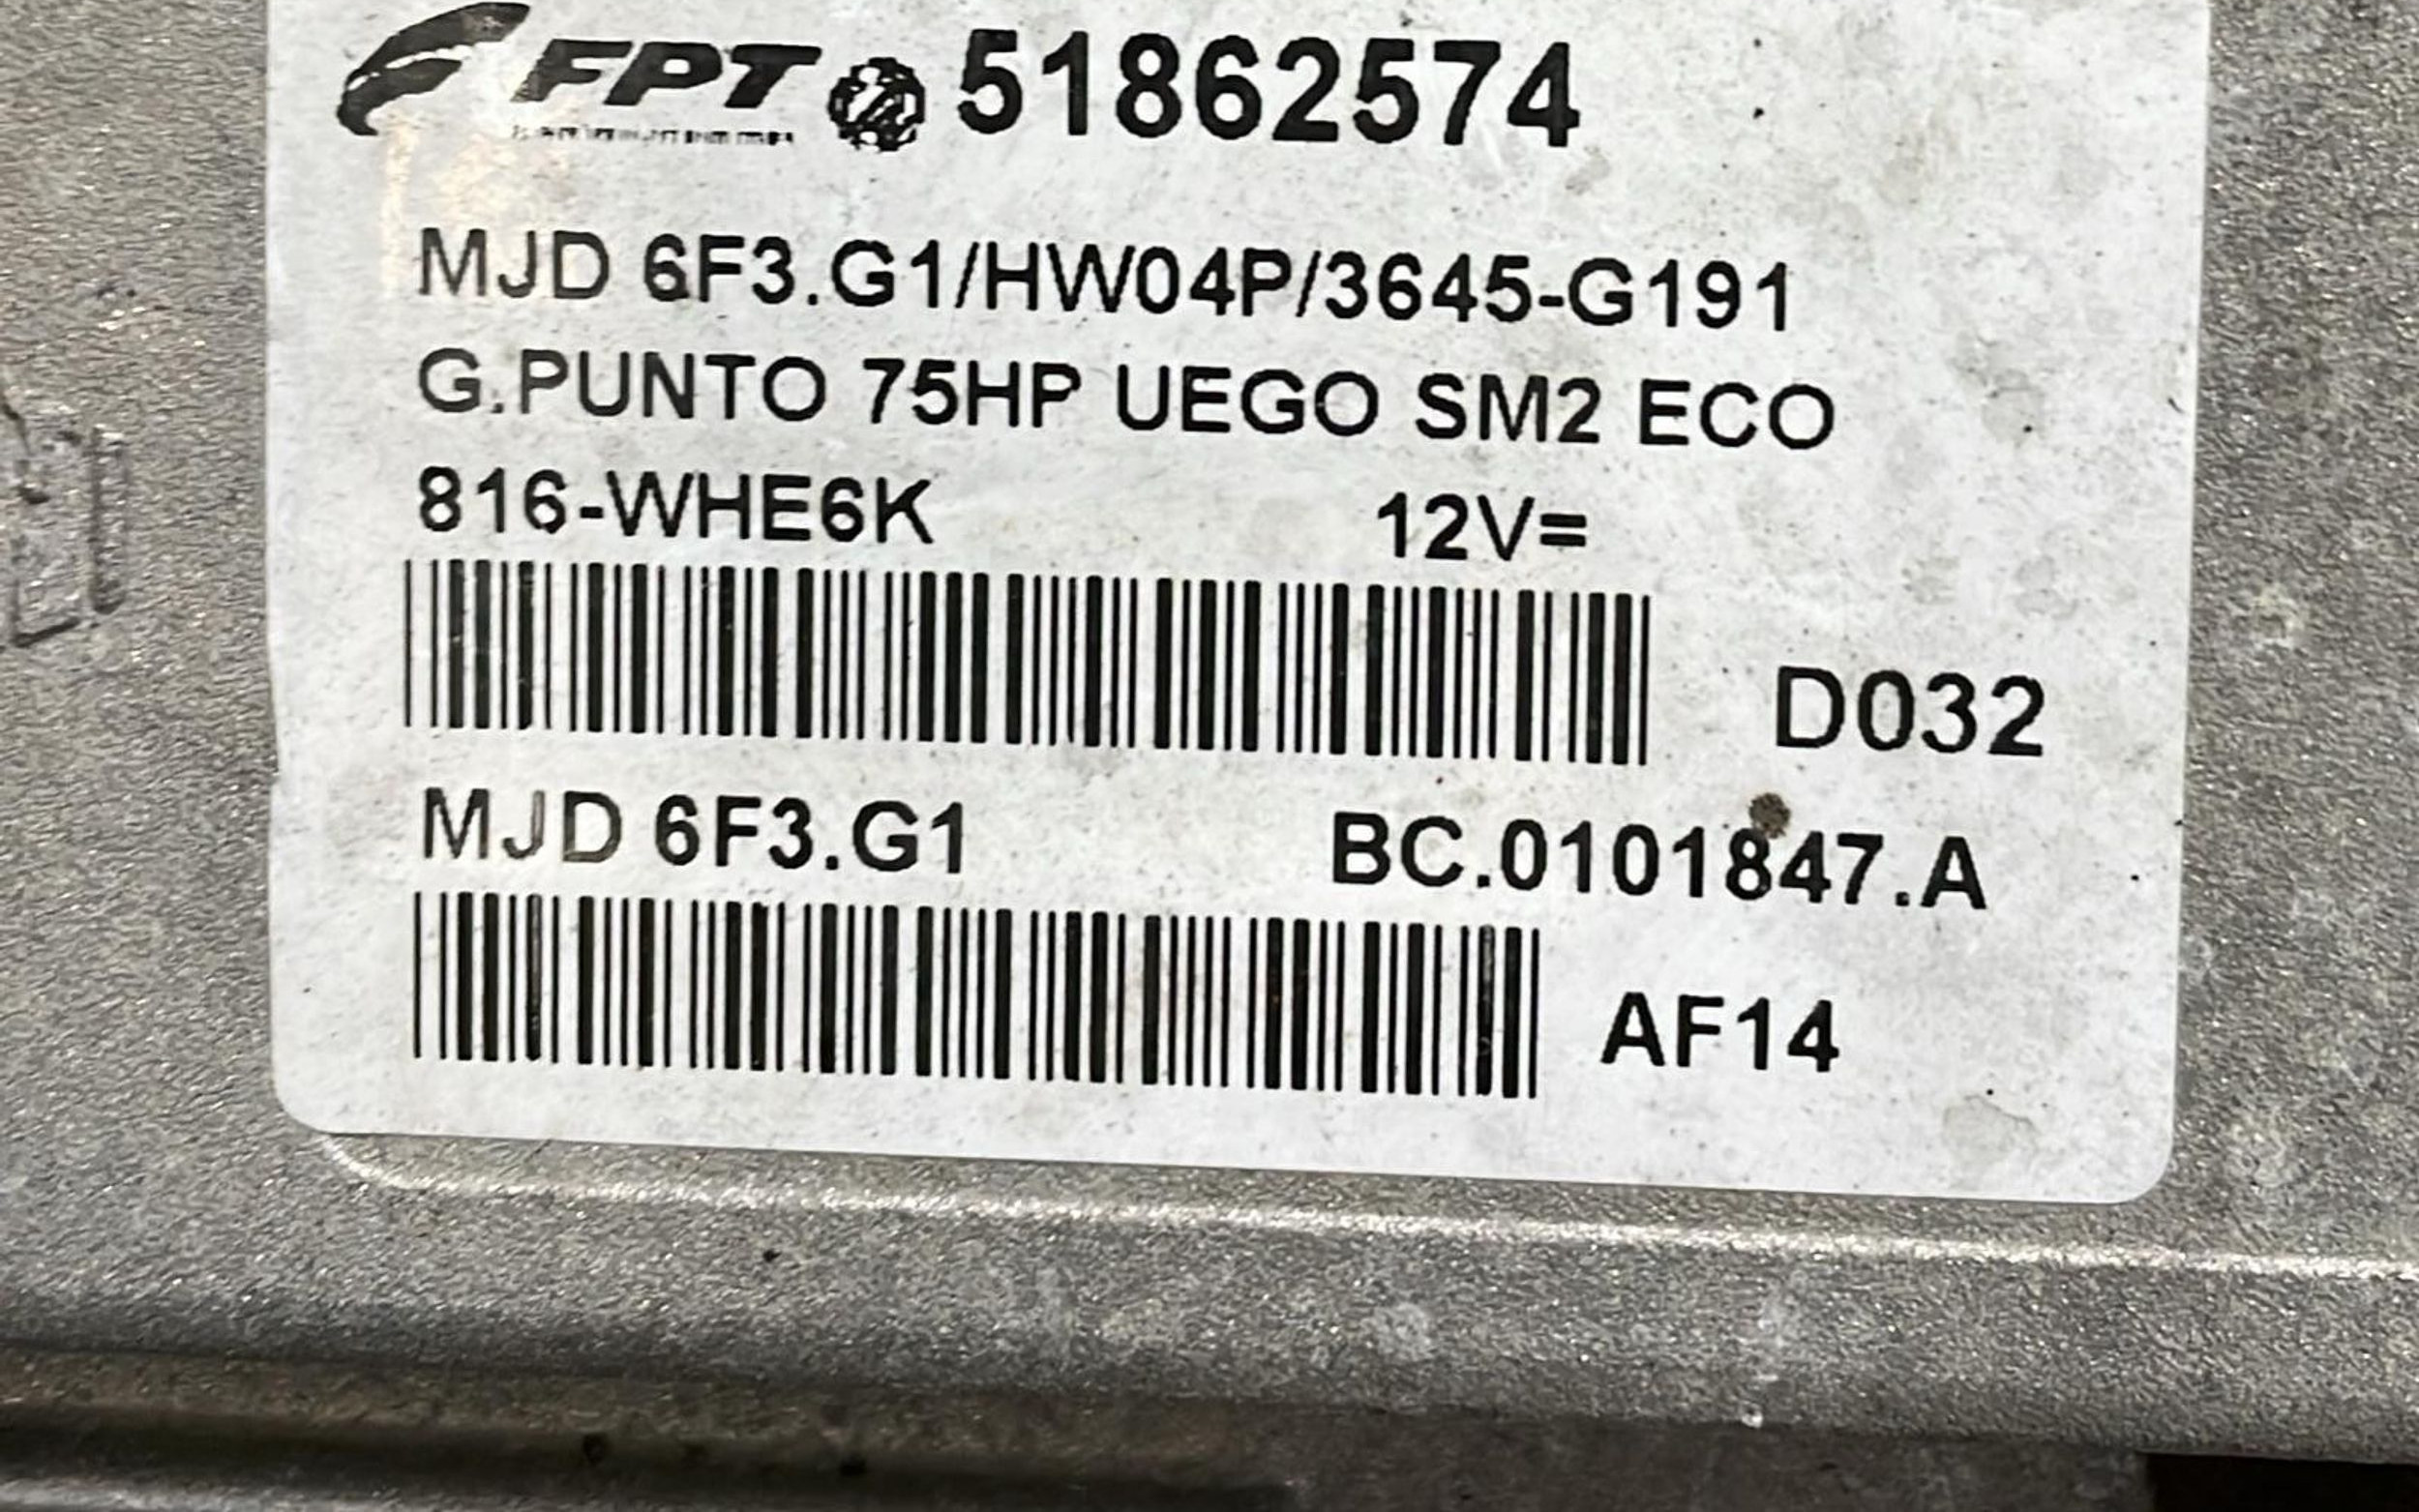 FPT 51862574
MJD 6F3.G1/HW04P/3645-G191
G.PUNTO 75HP UEGO SM2 ECO
816-WHE6K 12V=
D032
MJD 6F3.G1 BC.0101847.A
AF14